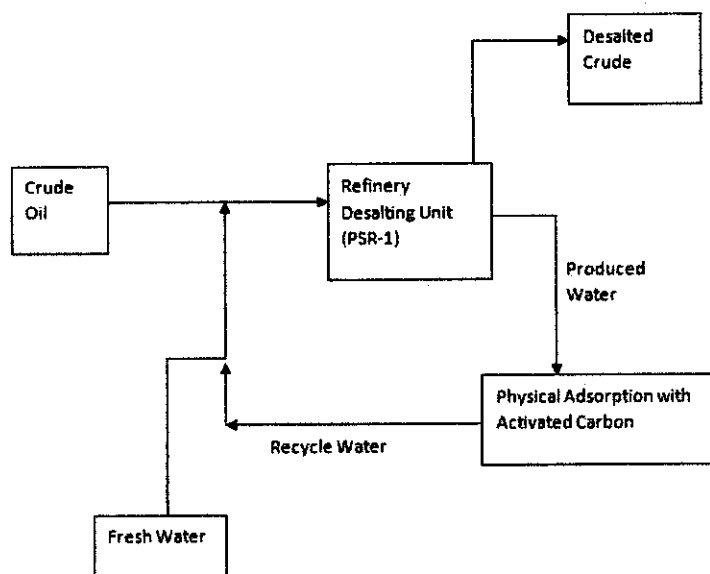 Desalted
Crude
Crude
Oil
Refinery
Desalting Unit
(PSR-1)
Produced
Water
Physical Adsorption with
Activated Carbon
Recycle Water
Fresh Water